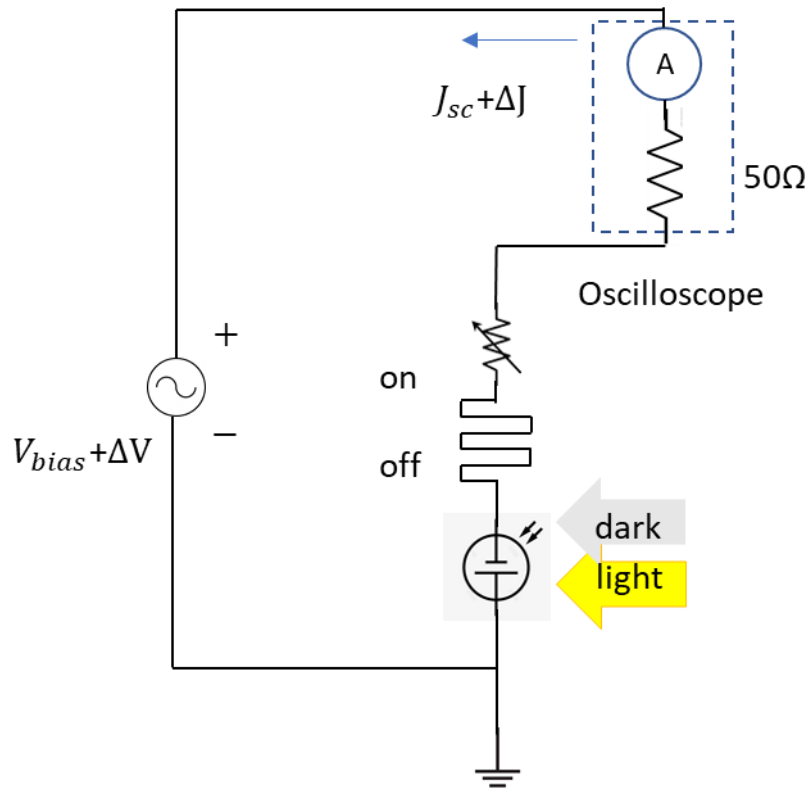 A
J_sc+ΔJ
50Ω
Oscilloscope
+
on
−
V_bias+ΔV
off
dark
light